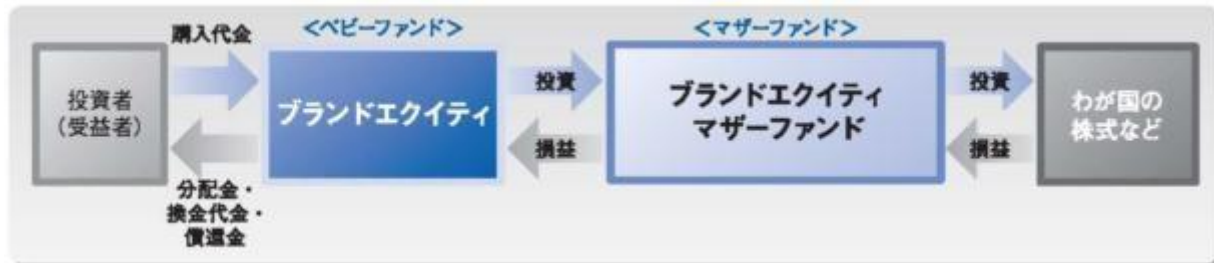 購入代金
<ベビーファンド>
<マザーファンド>
投資者
(受益者)
ブランドエクイティ
投資
ブランドエクイティ
マザーファンド
投資
わが国の
株式など
損益
損益
分配金・
換金代金・
償還金